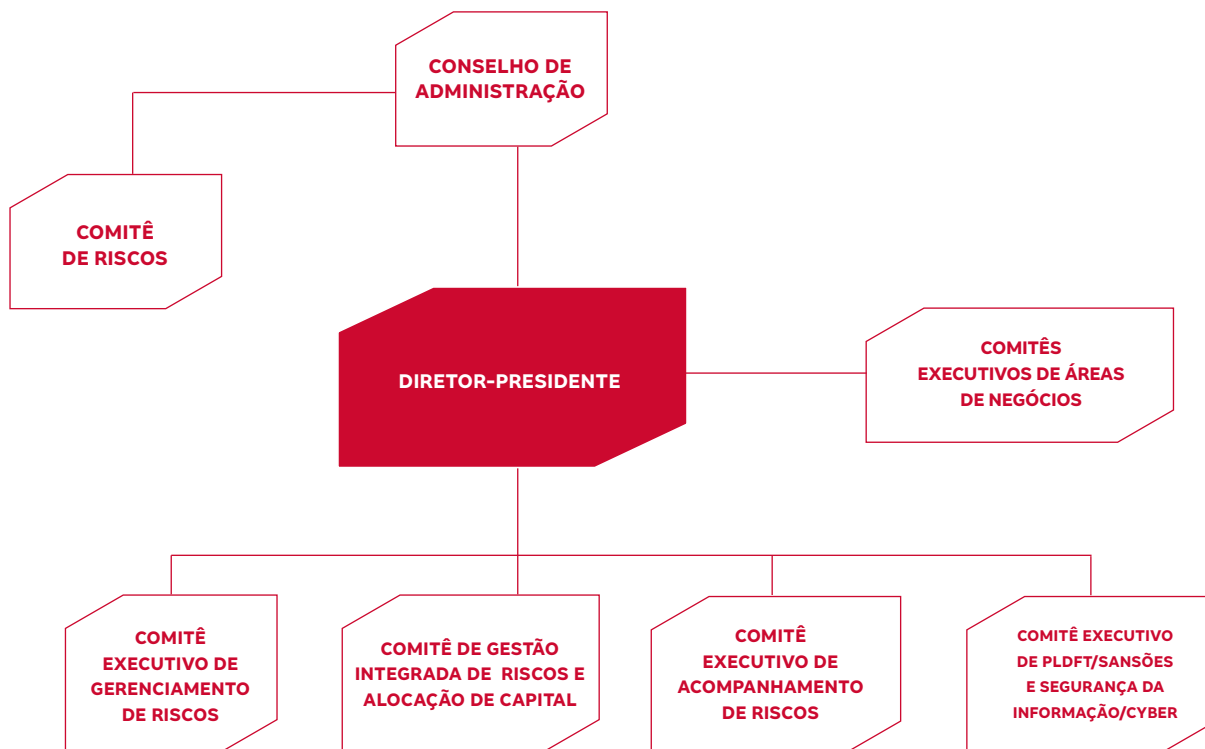 CONSELHO DE
ADMINISTRAÇÃO
COMITÊ
DE RISCOS
DIRETOR-PRESIDENTE
COMITÊS
EXECUTIVOS DE ÁREAS
DE NEGÓCIOS
COMITÊ
EXECUTIVO DE
GERENCIAMENTO
DE RISCOS
COMITÊ DE GESTÃO
INTEGRADA DE RISCOS E
ALOCAÇÃO DE CAPITAL
COMITÊ
EXECUTIVO DE
ACOMPANHAMENTO
DE RISCOS
COMITÊ EXECUTIVO
DE PLDFT/SANSÕES
E SEGURANÇA DA
INFORMAÇÃO/CYBER